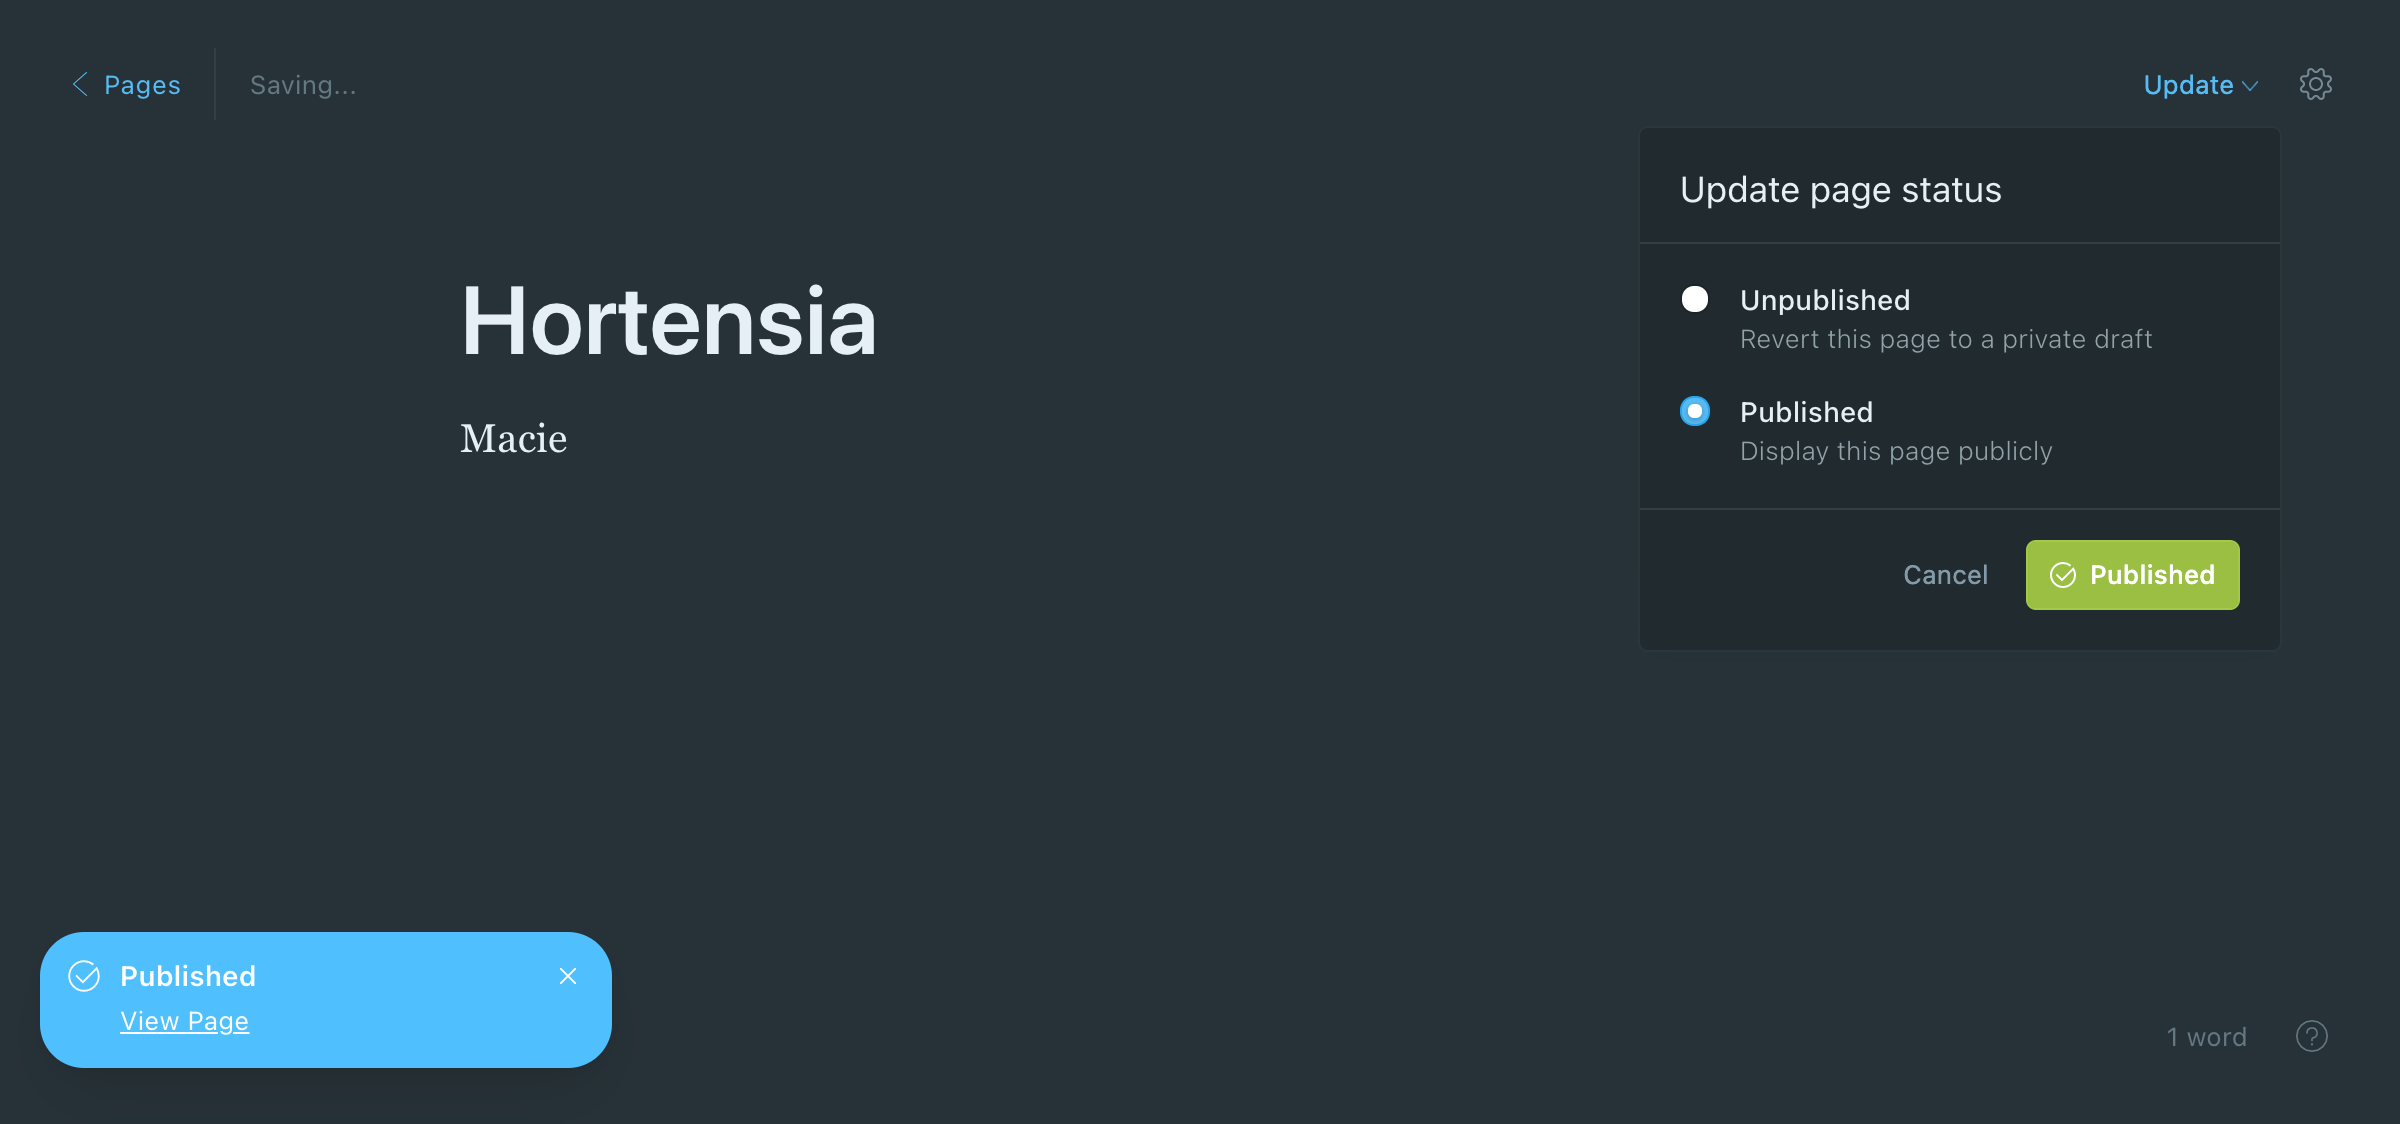 Pages
Saving...
Update
Update page status
Unpublished
Revert this page to a private draft
Published
Display this page publicly
Cancel
Published
Hortensia
Macie
Published
View Page
1 word
?